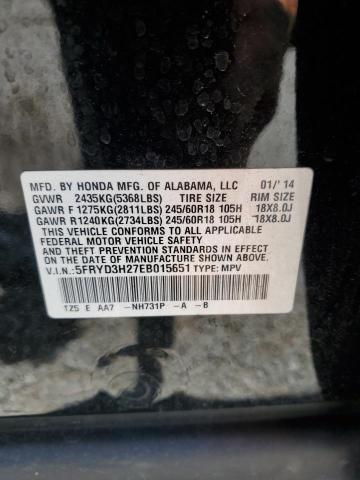 MFD. BY HONDA MFG. OF ALABAMA, LLC 01/'14
GVWR 2435KG(5368LBS) TIRE SIZE RIM SIZE
GAWR F 1275KG(2811LBS) 245/60R18 105H 18X8.0J
GAWR R 1240KG(2734LBS) 245/60R18 105H 18X8.0J
THIS VEHICLE CONFORMS TO ALL APPLICABLE
FEDERAL MOTOR VEHICLE SAFETY
AND THEFT PREVENTION STANDARDS IN EFFECT ON THE
DATE OF MANUFACTURE SHOWN ABOVE.
V.I.N: 5FRYD3H27EB015651 TYPE: MPV
TZ5 E AA7 -NH731P -A -B